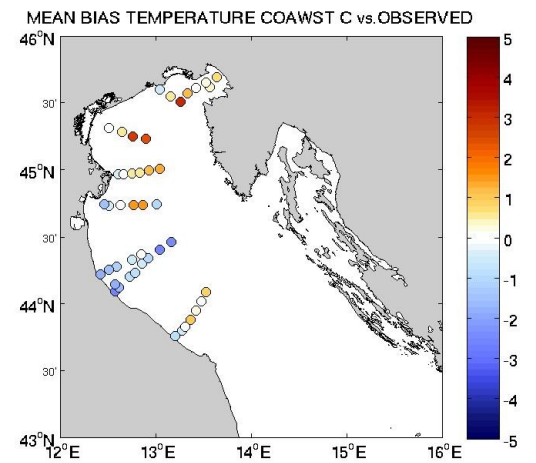 MEAN BIAS TEMPERATURE COAWST C vs.OBSERVED
46°N
30'
45°N
30'
44°N
30'
43°N
12°E
13°E
14°E
15°E
16°E
5
4
3
2
1
0
-1
-2
-3
-4
-5